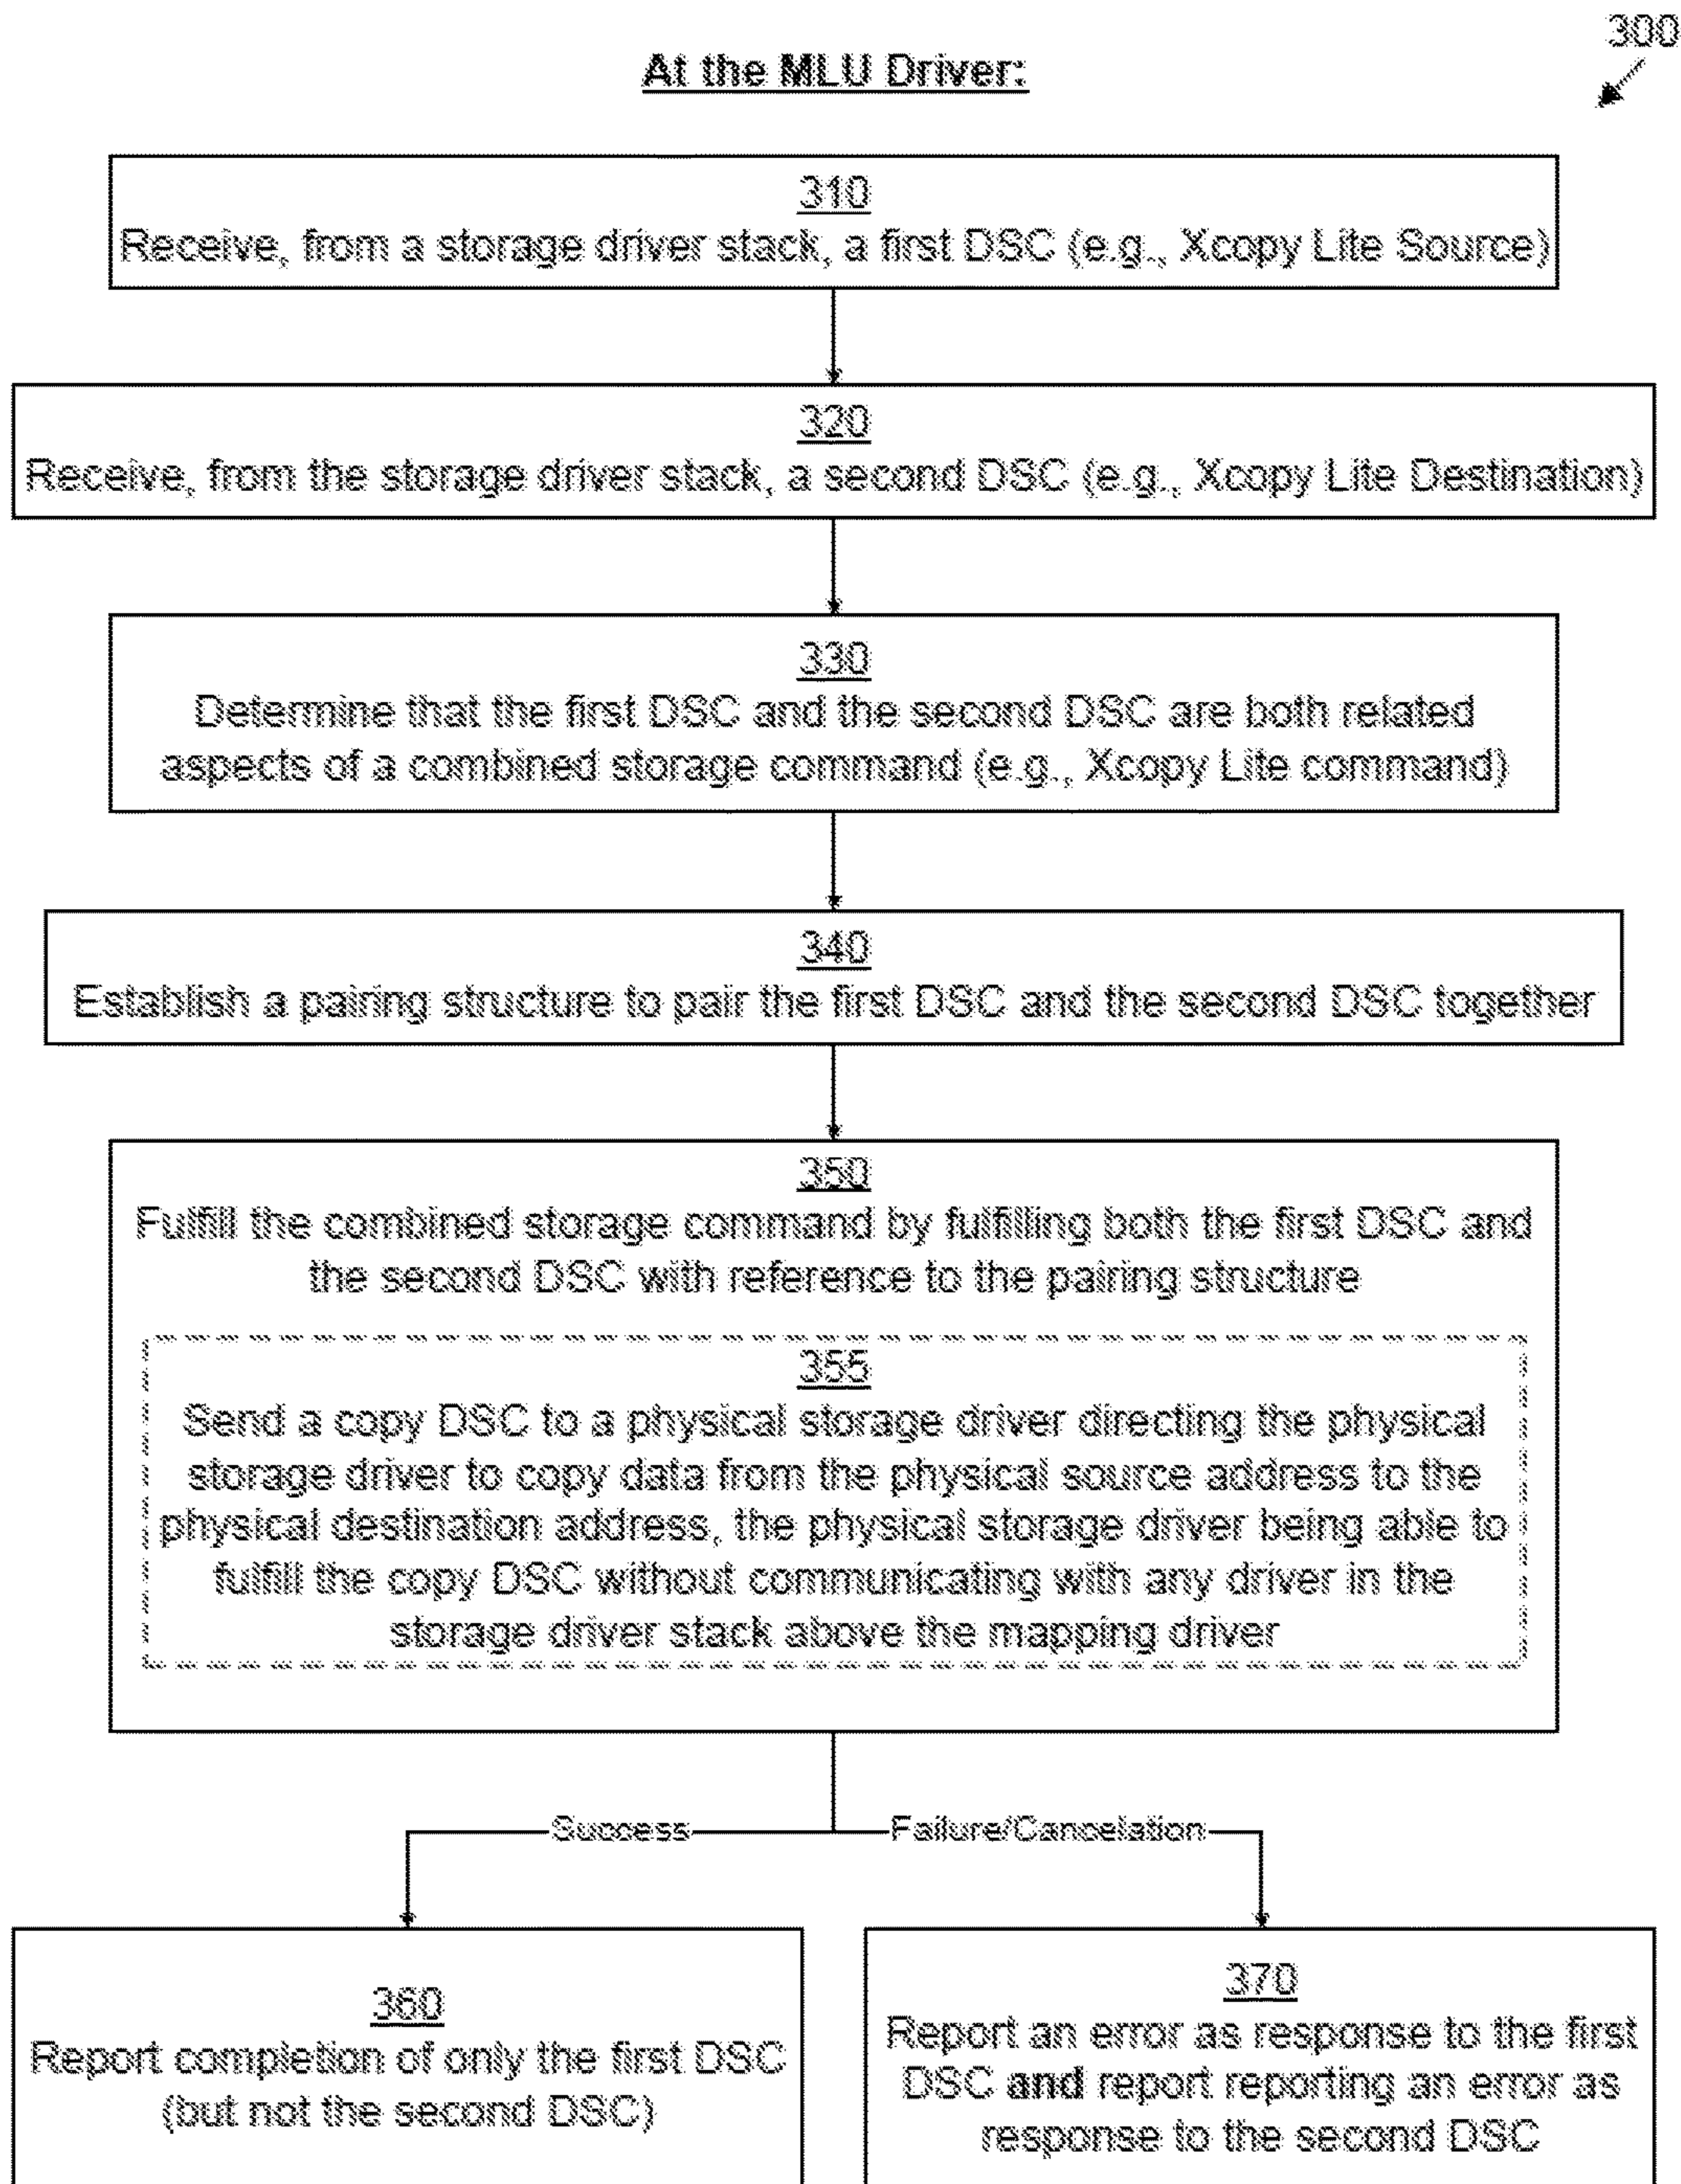 300
At the MLU Driver:
310
Receive, from a storage driver stack, a first DSC (e.g., Xcopy Lite Source)
320
Receive, from the storage driver stack, a second DSC (e.g., Xcopy Lite Destination)
330
Determine that the first DSC and the second DSC are both related
aspects of a combined storage command (e.g., Xcopy Lite command)
340
Establish a pairing structure to pair the first DSC and the second DSC together
350
Fulfill the combined storage command by fulfilling both the first DSC and
the second DSC with reference to the pairing structure
355
Send a copy DSC to a physical storage driver directing the physical
storage driver to copy data from the physical source address to the
physical destination address, the physical storage driver being able to
fulfill the copy DSC without communicating with any driver in the
storage driver stack above the mapping driver
Success
Failure/Cancelation
360
Report completion of only the first DSC
(but not the second DSC)
370
Report an error as response to the first
DSC and report reporting an error as
response to the second DSC